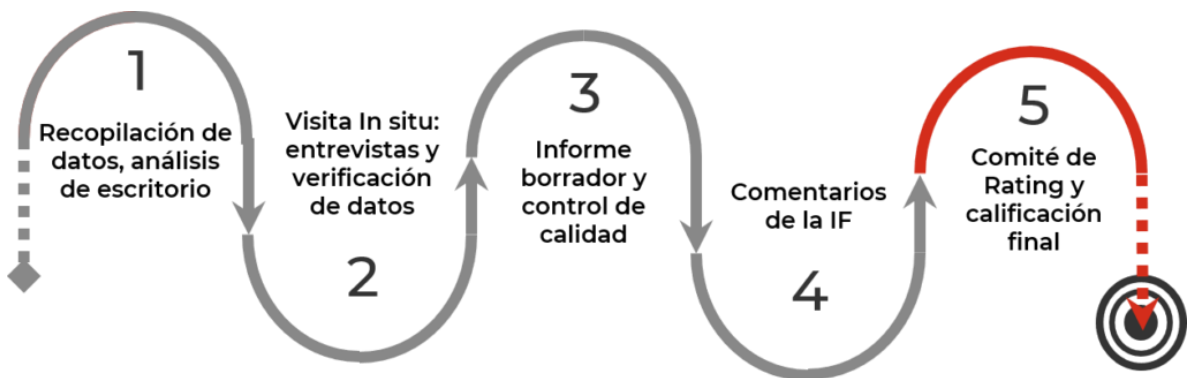 1
Recopilación de
datos, análisis
de escritorio
Visita In situ:
entrevistas y
verificación
de datos
2
3
Informe
borrador y
control de
calidad
Comentarios
de la IF
4
5
Comité de
Rating y
calificación
final